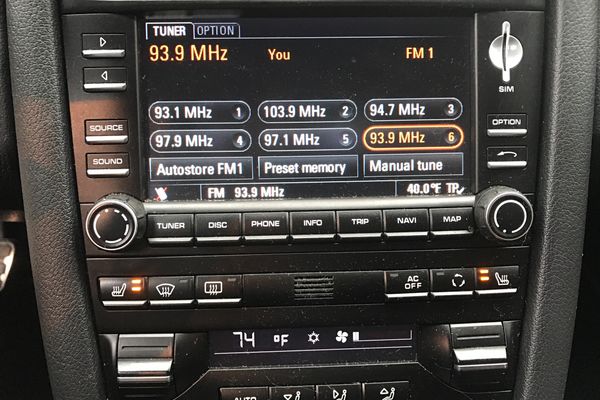 TUNER OPTION
93.9 MHz You FM 1
SIM
93.1 MHz 1 103.9 MHz 2 94.7 MHz 3
97.9 MHz 4 97.1 MHz 5 93.9 MHz 6
SOURCE
OPTION
SOUND
Autostore FM1 Preset memory Manual tune
FM 93.9 MHz 40.0°F TP
TUNER DISC PHONE INFO TRIP NAVI MAP
AC OFF
74 °F
AUTO